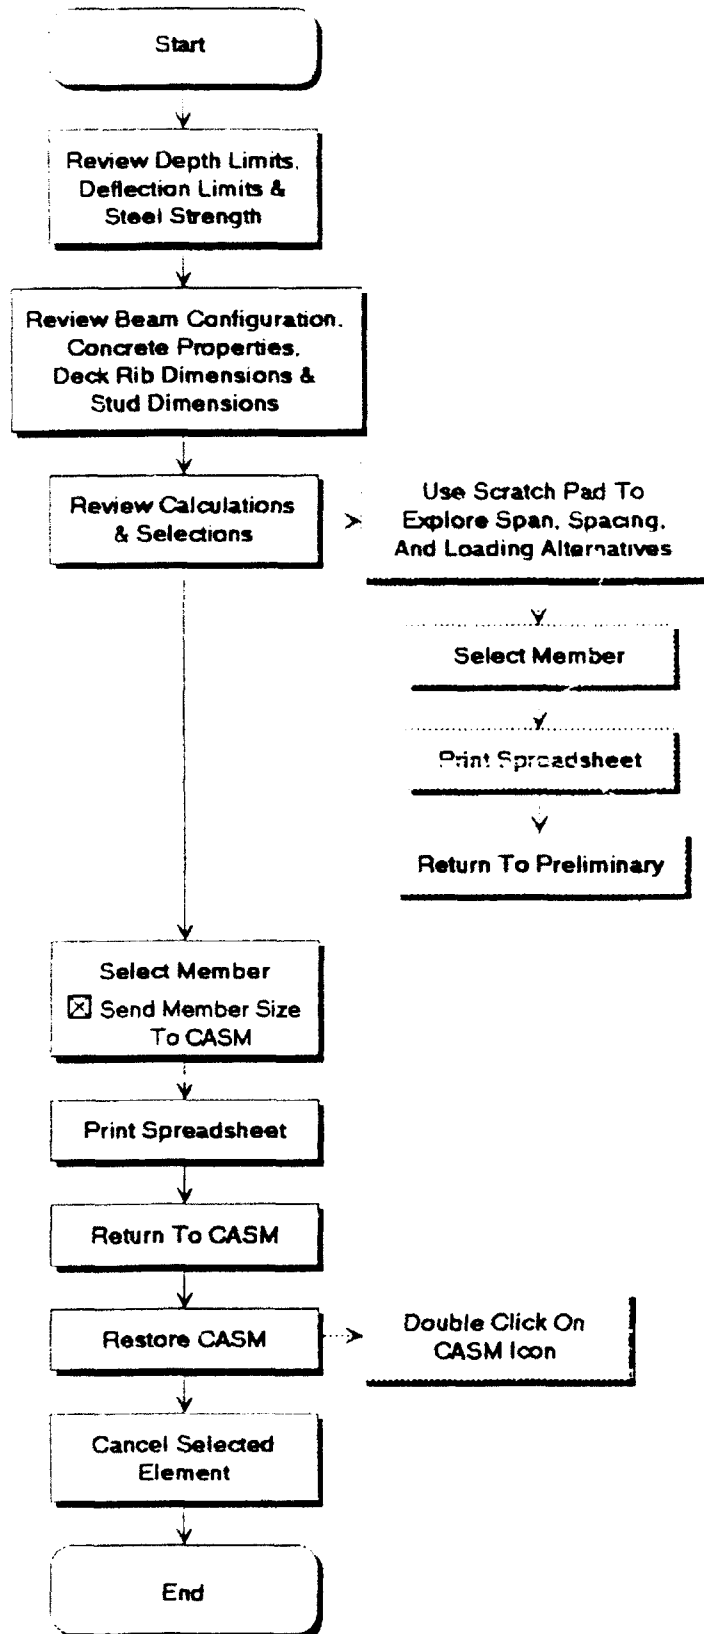 Start
Review Depth Limits,
Deflection Limits &
Steel Strength
Review Beam Configuration,
Concrete Properties,
Deck Rib Dimensions &
Stud Dimensions
Review Calculations
& Selections
Use Scratch Pad To
Explore Span, Spacing,
And Loading Alternatives
Select Member
Print Spreadsheet
Return To Preliminary
Select Member
☒ Send Member Size
To CASM
Print Spreadsheet
Return To CASM
Restore CASM
Double Click On
CASM Icon
Cancel Selected
Element
End